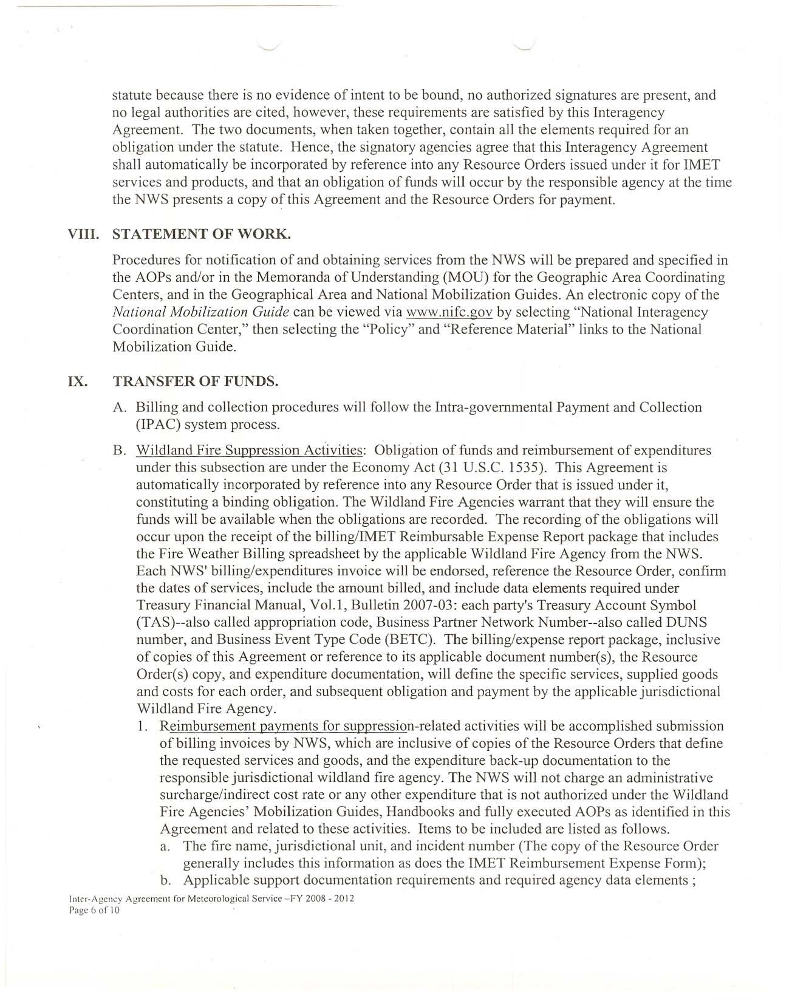 statute because there is no evidence of intent to be bound, no authorized signatures are present, and
no legal authorities are cited, however, these requirements are satisfied by this Interagency
Agreement. The two documents, when taken together, contain all the elements required for an
obligation under the statute. Hence, the signatory agencies agree that this Interagency Agreement
shall automatically be incorporated by reference into any Resource Orders issued under it for IMET
services and products, and that an obligation of funds will occur by the responsible agency at the time
the NWS presents a copy of this Agreement and the Resource Orders for payment.
VIII. STATEMENT OF WORK.
Procedures for notification of and obtaining services from the NWS will be prepared and specified in
the AOPs and/or in the Memoranda of Understanding (MOU) for the Geographic Area Coordinating
Centers, and in the Geographical Area and National Mobilization Guides. An electronic copy of the
National Mobilization Guide can be viewed via www.nifc.gov by selecting “National Interagency
Coordination Center,” then selecting the “Policy” and “Reference Material” links to the National
Mobilization Guide.
IX. TRANSFER OF FUNDS.
A. Billing and collection procedures will follow the Intra-governmental Payment and Collection
(IPAC) system process.
B. Wildland Fire Suppression Activities: Obligation of funds and reimbursement of expenditures
under this subsection are under the Economy Act (31 U.S.C. 1535). This Agreement is
automatically incorporated by reference into any Resource Order that is issued under it,
constituting a binding obligation. The Wildland Fire Agencies warrant that they will ensure the
funds will be available when the obligations are recorded. The recording of the obligations will
occur upon the receipt of the billing/IMET Reimbursable Expense Report package that includes
the Fire Weather Billing spreadsheet by the applicable Wildland Fire Agency from the NWS.
Each NWS' billing/expenditures invoice will be endorsed, reference the Resource Order, confirm
the dates of services, include the amount billed, and include data elements required under
Treasury Financial Manual, Vol.1, Bulletin 2007-03: each party's Treasury Account Symbol
(TAS)--also called appropriation code, Business Partner Network Number--also called DUNS
number, and Business Event Type Code (BETC). The billing/expense report package, inclusive
of copies of this Agreement or reference to its applicable document number(s), the Resource
Order(s) copy, and expenditure documentation, will define the specific services, supplied goods
and costs for each order, and subsequent obligation and payment by the applicable jurisdictional
Wildland Fire Agency.
1. Reimbursement payments for suppression-related activities will be accomplished submission
of billing invoices by NWS, which are inclusive of copies of the Resource Orders that define
the requested services and goods, and the expenditure back-up documentation to the
responsible jurisdictional wildland fire agency. The NWS will not charge an administrative
surcharge/indirect cost rate or any other expenditure that is not authorized under the Wildland
Fire Agencies’ Mobilization Guides, Handbooks and fully executed AOPs as identified in this
Agreement and related to these activities. Items to be included are listed as follows.
a. The fire name, jurisdictional unit, and incident number (The copy of the Resource Order
generally includes this information as does the IMET Reimbursement Expense Form);
b. Applicable support documentation requirements and required agency data elements ;
Inter-Agency Agreement for Meteorological Service –FY 2008 - 2012
Page 6 of 10